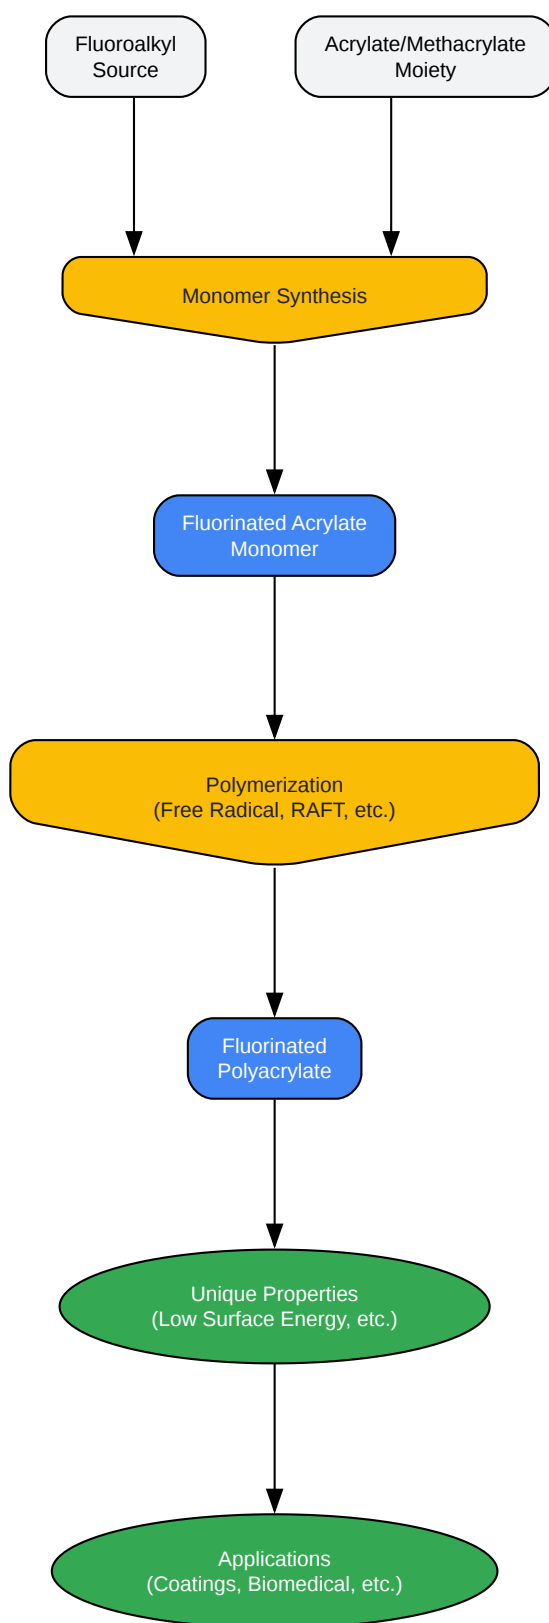 Fluoroalkyl
Source
Acrylate/Methacrylate
Moiety
Monomer Synthesis
Fluorinated Acrylate
Monomer
Polymerization
(Free Radical, RAFT, etc.)
Fluorinated
Polyacrylate
Unique Properties
(Low Surface Energy, etc.)
Applications
(Coatings, Biomedical, etc.)